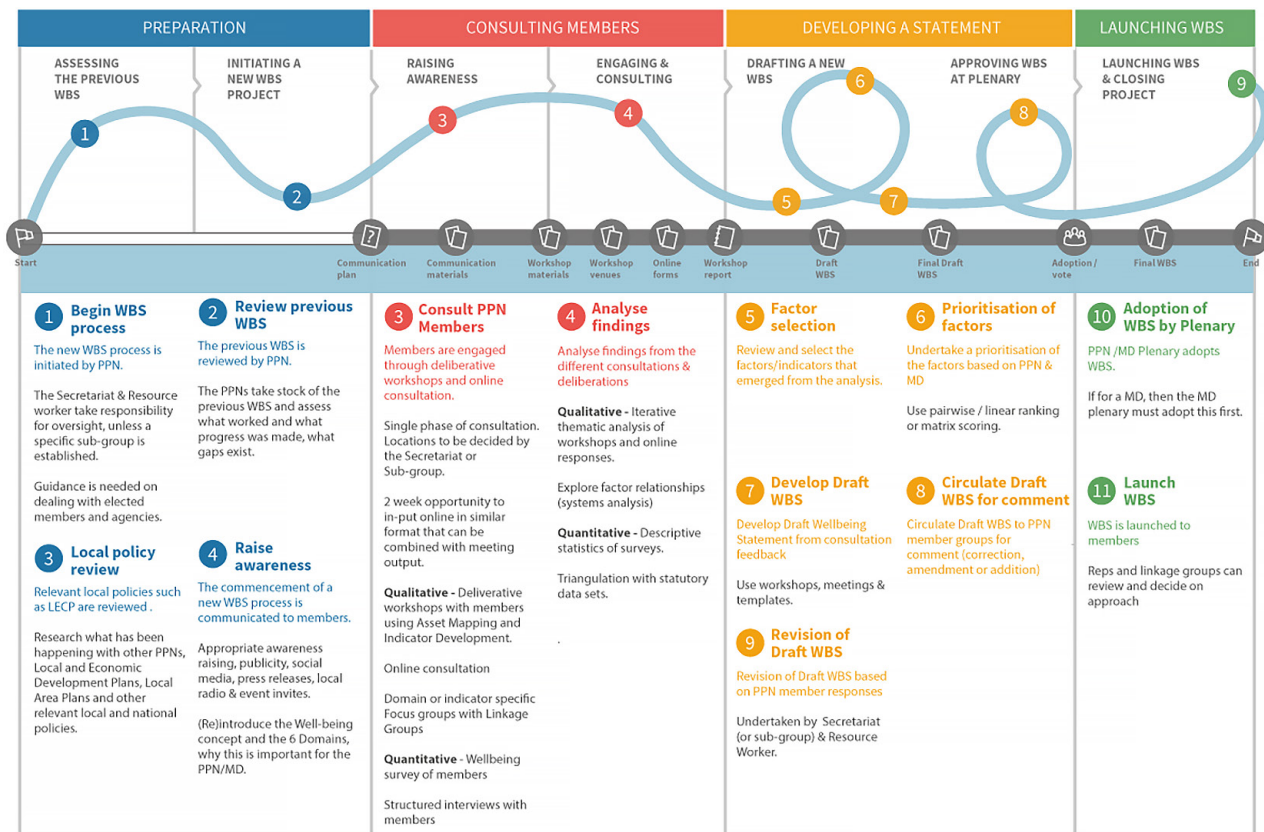 PREPARATION
CONSULTING MEMBERS
DEVELOPING A STATEMENT
LAUNCHING WBS
ASSESSING
THE PREVIOUS
WBS
INITIATING A
NEW WBS
PROJECT
RAISING
AWARENESS
ENGAGING &
CONSULTING
DRAFTING A NEW
WBS
APPROVING WBS
AT PLENARY
LAUNCHING WBS
& CLOSING
PROJECT
1
2
3
4
5
6
7
8
9
Start
?
Communication
plan
Communication
materials
Workshop
materials
Workshop
venues
Online
forms
Workshop
report
Draft
WBS
Final Draft
WBS
Adoption /
vote
Final WBS
End
1
Begin WBS
process
The new WBS process is
initiated by PPN.
The Secretariat & Resource
worker take responsibility
for oversight, unless a
specific sub-group is
established.
Guidance is needed on
dealing with elected
members and agencies.
2
Review previous
WBS
The previous WBS is
reviewed by PPN.
The PPNs take stock of the
previous WBS and assess
what worked and what
progress was made, what
gaps exist.
3
Local policy
review
Relevant local policies such
as LECP are reviewed .
Research what has been
happening with other PPNs,
Local and Economic
Development Plans, Local
Area Plans and other
relevant local and national
policies.
4
Raise
awareness
The commencement of a
new WBS process is
communicated to members.
Appropriate awareness
raising, publicity, social
media, press releases, local
radio & event invites.
(Re)introduce the Well-being
concept and the 6 Domains,
why this is important for the
PPN/MD.
3
Consult PPN
Members
Members are engaged
through deliberative
workshops and online
consultation.
Single phase of consultation.
Locations to be decided by
the Secretariat or
Sub-group.
2 week opportunity to
in-put online in similar
format that can be
combined with meeting
output.
Qualitative - Deliverative
workshops with members
using Asset Mapping and
Indicator Development.
Online consultation
Domain or indicator specific
Focus groups with Linkage
Groups
Quantitative - Wellbeing
survey of members
Structured interviews with
members
4
Analyse
findings
Analyse findings from the
different consultations &
deliberations
Qualitative - Iterative
thematic analysis of
workshops and online
responses.
Explore factor relationships
(systems analysis)
Quantitative - Descriptive
statistics of surveys.
Triangulation with statutory
data sets.
.
5
Factor
selection
Review and select the
factors/indicators that
emerged from the analysis.
6
Prioritisation of
factors
Undertake a prioritisation of
the factors based on PPN &
MD
Use pairwise / linear ranking
or matrix scoring.
7
Develop Draft
WBS
Develop Draft Wellbeing
Statement from consultation
feedback
Use workshops, meetings &
templates.
8
Circulate Draft
WBS for comment
Circulate Draft WBS to PPN
member groups for
comment (correction,
amendment or addition)
.
9
Revision of
Draft WBS
Revision of Draft WBS based
on PPN member responses
Undertaken by Secretariat
(or sub-group) & Resource
Worker.
10
Adoption of
WBS by Plenary
PPN /MD Plenary adopts
WBS.
If for a MD, then the MD
plenary must adopt this first.
11
Launch
WBS
WBS is launched to
members
Reps and linkage groups can
review and decide on
approach